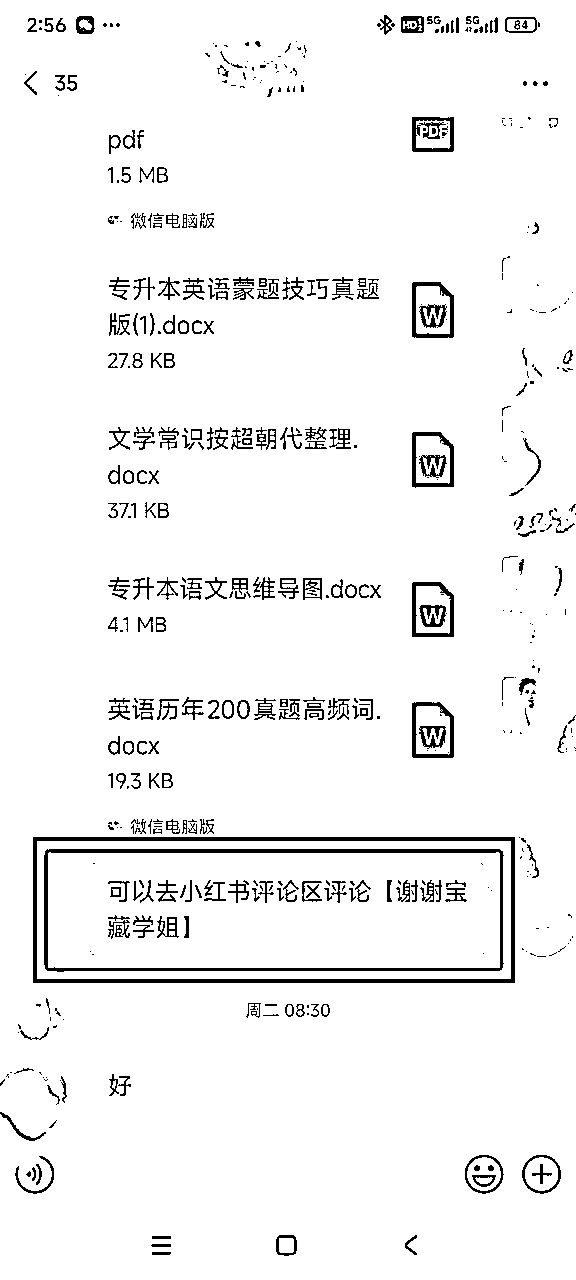 2:56
HD 5G 5G 84
35
pdf
PDF
1.5 MB
微信电脑版
专升本英语蒙题技巧真题
版(1).docx
W
27.8 KB
文学常识按超朝代整理.
docx
W
37.1 KB
专升本语文思维导图.docx
W
4.1 MB
英语历年200真题高频词.
docx
W
19.3 KB
微信电脑版
可以去小红书评论区评论【谢谢宝
藏学姐】
周二 08:30
好